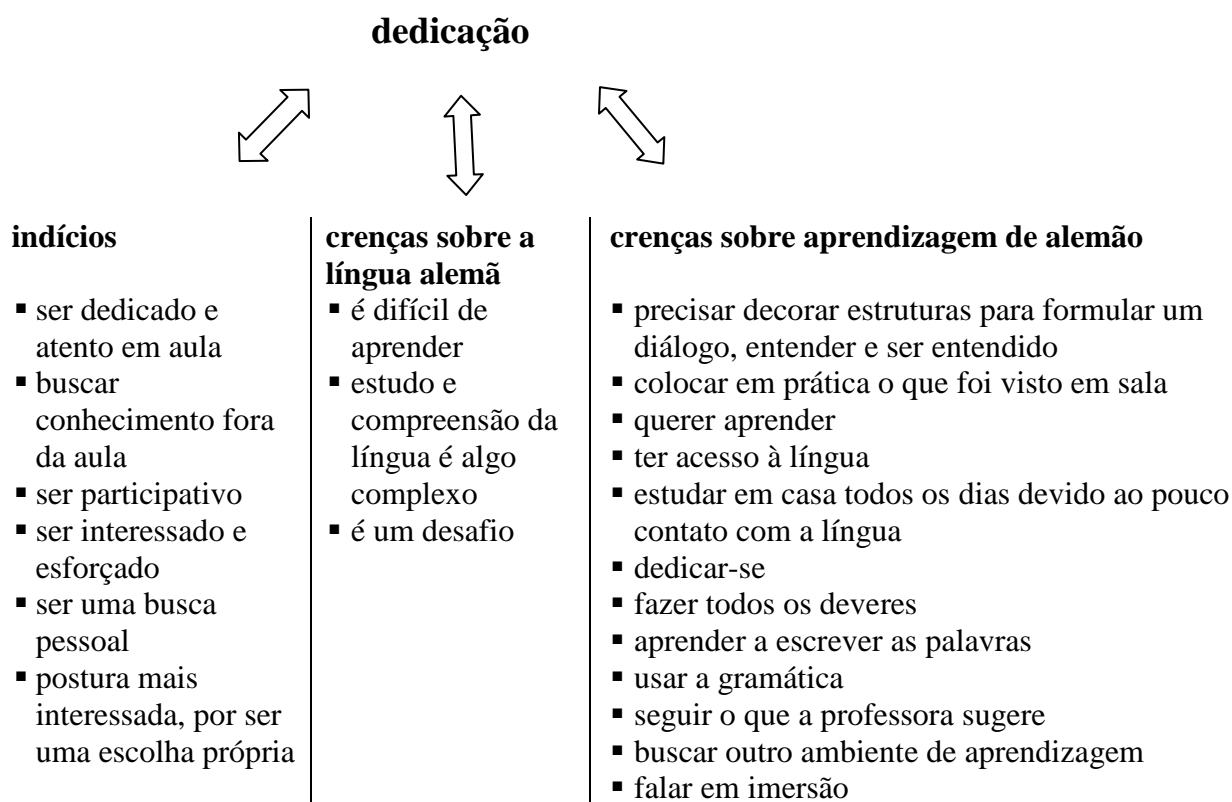 dedicação
indícios
▪ ser dedicado e
atento em aula
▪ buscar
conhecimento fora
da aula
▪ ser participativo
▪ ser interessado e
esforçado
▪ ser uma busca
pessoal
▪ postura mais
interessada, por ser
uma escolha própria
crenças sobre a
língua alemã
▪ é difícil de
aprender
▪ estudo e
compreensão da
língua é algo
complexo
▪ é um desafio
crenças sobre aprendizagem de alemão
▪ precisar decorar estruturas para formular um
diálogo, entender e ser entendido
▪ colocar em prática o que foi visto em sala
▪ querer aprender
▪ ter acesso à língua
▪ estudar em casa todos os dias devido ao pouco
contato com a língua
▪ dedicar-se
▪ fazer todos os deveres
▪ aprender a escrever as palavras
▪ usar a gramática
▪ seguir o que a professora sugere
▪ buscar outro ambiente de aprendizagem
▪ falar em imersão